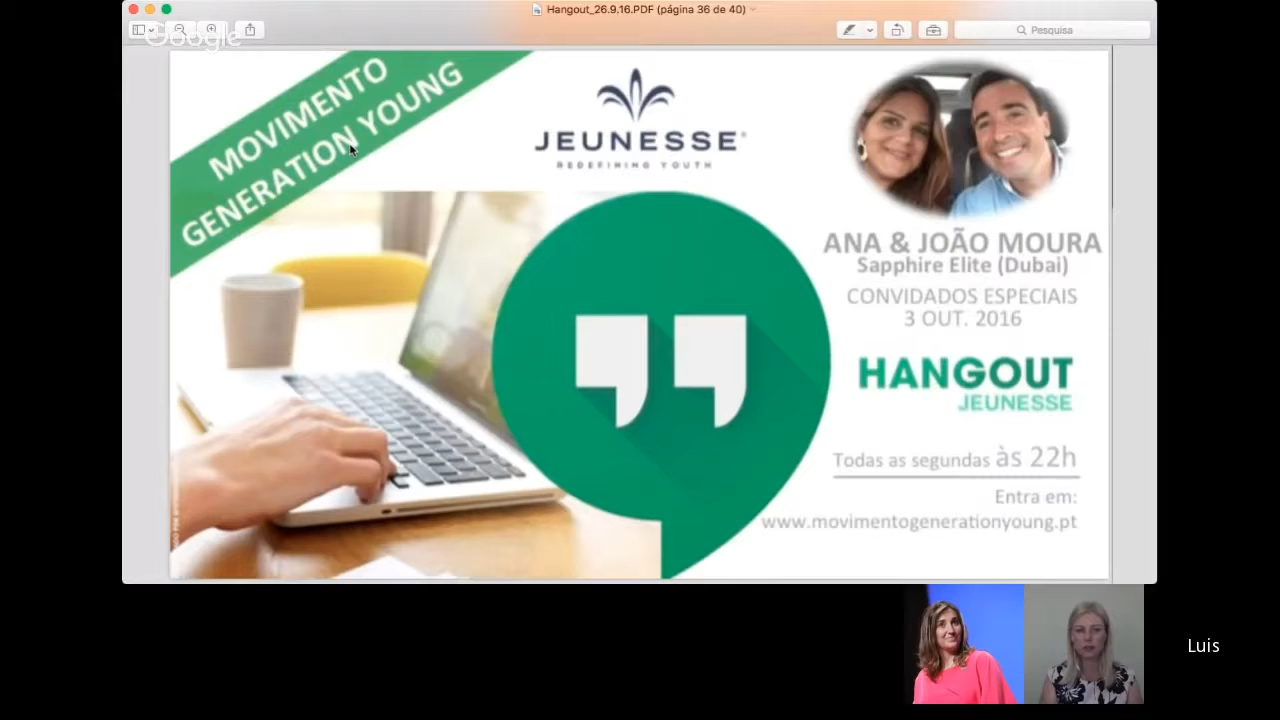 Hangout_26.9.16.PDF (página 36 de 40)
Google
Pesquisa
MOVIMENTO
GENERATION YOUNG
JEUNESSE®
REDEFINING YOUTH
ANA & JOÃO MOURA
Sapphire Elite (Dubai)
CONVIDADOS ESPECIAIS
3 OUT. 2016
HANGOUT
JEUNESSE
Todas as segundas às 22h
Entra em:
www.movimentogenerationyoung.pt
Luis